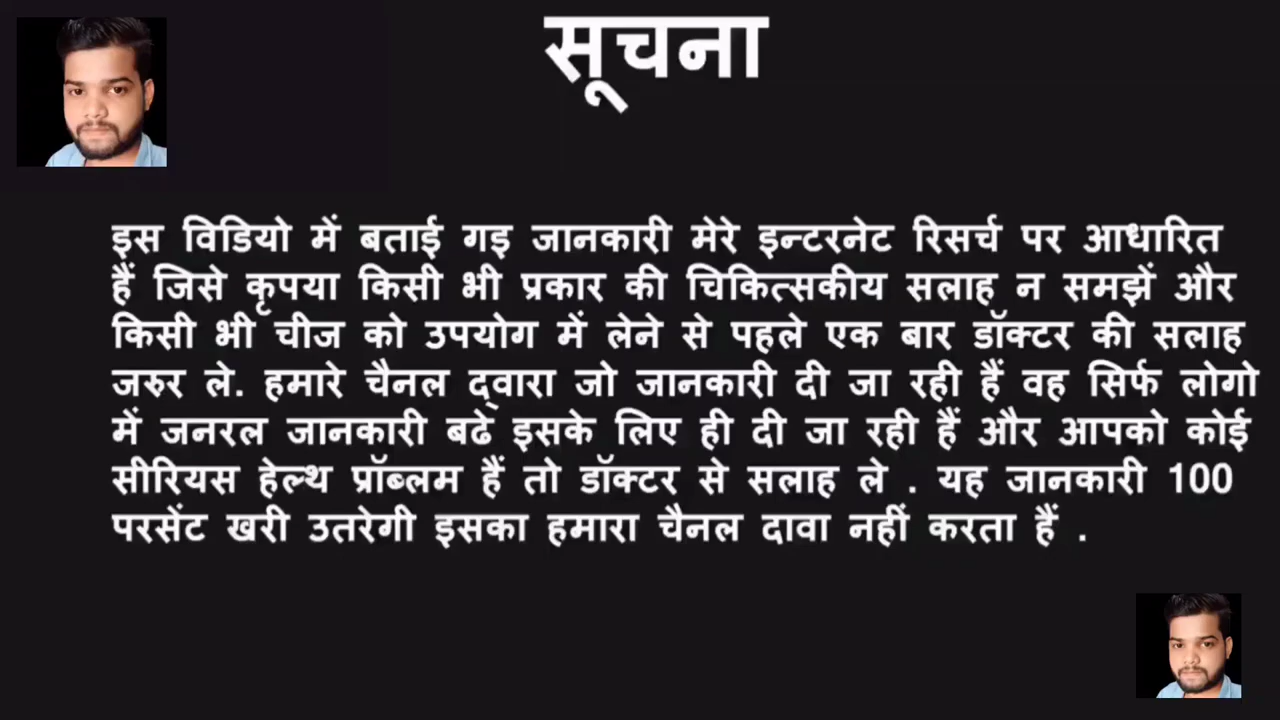 सूचना
इस विडियो में बताई गइ जानकारी मेरे इन्टरनेट रिसर्च पर आधारित
हैं जिसे कृपया किसी भी प्रकार की चिकित्सकीय सलाह न समझें और
किसी भी चीज को उपयोग में लेने से पहले एक बार डॉक्टर की सलाह
जरुर ले. हमारे चैनल द्वारा जो जानकारी दी जा रही हैं वह सिर्फ लोगो
में जनरल जानकारी बढे इसके लिए ही दी जा रही हैं और आपको कोई
सीरियस हेल्थ प्रॉब्लम हैं तो डॉक्टर से सलाह ले . यह जानकारी 100
परसेंट खरी उतरेगी इसका हमारा चैनल दावा नहीं करता हैं .